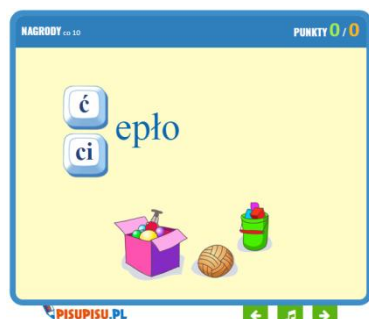 NAGRODY co 10
PUNKTY 0 / 0
ć
ci
epło
PISUPISU.PL